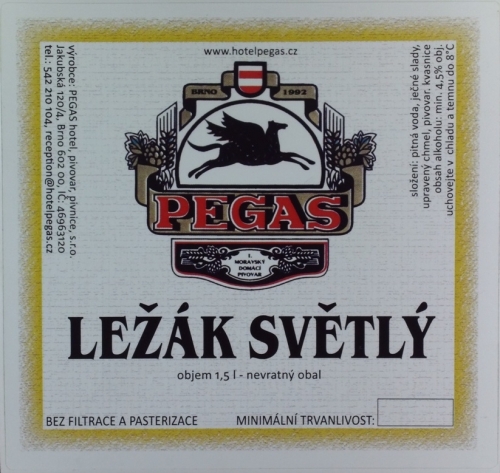 www.hotelpegas.cz
BRNO 1992
PEGAS
1.
MORAVSKÝ
DOMÁCÍ
PIVOVAR
výrobce: PEGAS hotel, pivovar, pivnice, s.r.o.
Jakubská 120/4, Brno 602 00, IČ: 46963120
tel.: 542 210 104, reception@hotelpegas.cz
složení: pitná voda, ječné slady,
upravený chmel, pivovar. kvasnice
obsah alkoholu: min. 4,5% obj.
uchovejte v chladu a temnu do 8°C
LEŽÁK SVĚTLÝ
objem 1,5 l - nevratný obal
BEZ FILTRACE A PASTERIZACE
MINIMÁLNÍ TRVANLIVOST: